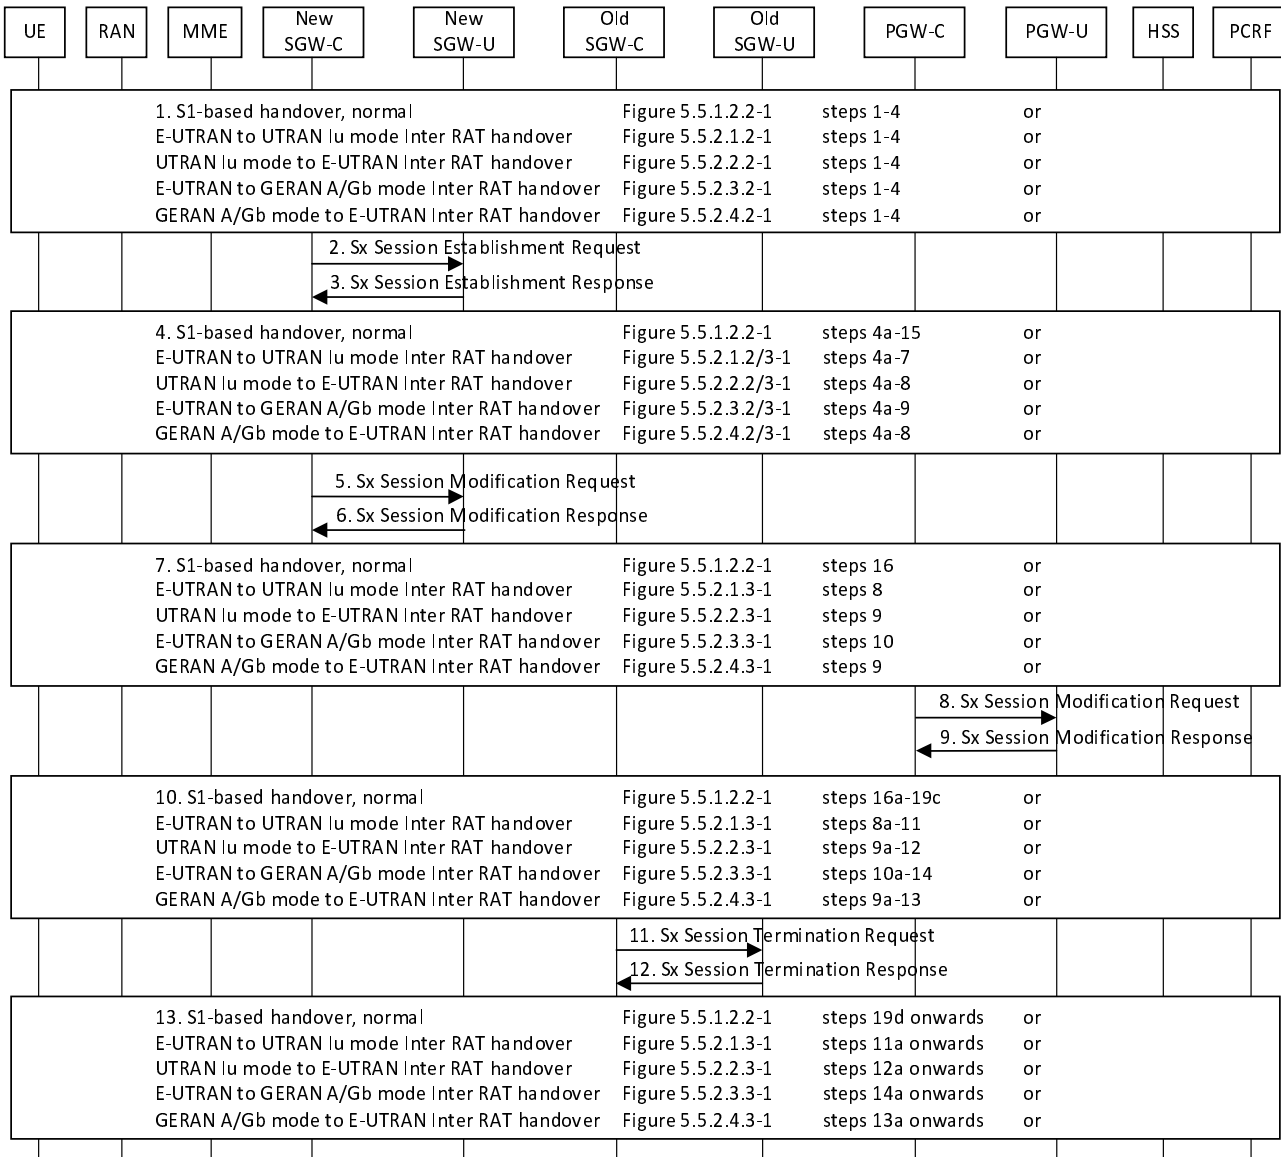 UE RAN MME New SGW-C New SGW-U Old SGW-C Old SGW-U PGW-C PGW-U HSS PCRF
1. S1-based handover, normal Figure 5.5.1.2.2-1 steps 1-4 or
E-UTRAN to UTRAN Iu mode Inter RAT handover Figure 5.5.2.1.2-1 steps 1-4 or
UTRAN Iu mode to E-UTRAN Inter RAT handover Figure 5.5.2.2.2-1 steps 1-4 or
E-UTRAN to GERAN A/Gb mode Inter RAT handover Figure 5.5.2.3.2-1 steps 1-4 or
GERAN A/Gb mode to E-UTRAN Inter RAT handover Figure 5.5.2.4.2-1 steps 1-4 or
2. Sx Session Establishment Request
3. Sx Session Establishment Response
4. S1-based handover, normal Figure 5.5.1.2.2-1 steps 4a-15 or
E-UTRAN to UTRAN Iu mode Inter RAT handover Figure 5.5.2.1.2/3-1 steps 4a-7 or
UTRAN Iu mode to E-UTRAN Inter RAT handover Figure 5.5.2.2.2/3-1 steps 4a-8 or
E-UTRAN to GERAN A/Gb mode Inter RAT handover Figure 5.5.2.3.2/3-1 steps 4a-9 or
GERAN A/Gb mode to E-UTRAN Inter RAT handover Figure 5.5.2.4.2/3-1 steps 4a-8 or
5. Sx Session Modification Request
6. Sx Session Modification Response
7. S1-based handover, normal Figure 5.5.1.2.2-1 steps 16 or
E-UTRAN to UTRAN Iu mode Inter RAT handover Figure 5.5.2.1.3-1 steps 8 or
UTRAN Iu mode to E-UTRAN Inter RAT handover Figure 5.5.2.2.3-1 steps 9 or
E-UTRAN to GERAN A/Gb mode Inter RAT handover Figure 5.5.2.3.3-1 steps 10 or
GERAN A/Gb mode to E-UTRAN Inter RAT handover Figure 5.5.2.4.3-1 steps 9 or
8. Sx Session Modification Request
9. Sx Session Modification Response
10. S1-based handover, normal Figure 5.5.1.2.2-1 steps 16a-19c or
E-UTRAN to UTRAN Iu mode Inter RAT handover Figure 5.5.2.1.3-1 steps 8a-11 or
UTRAN Iu mode to E-UTRAN Inter RAT handover Figure 5.5.2.2.3-1 steps 9a-12 or
E-UTRAN to GERAN A/Gb mode Inter RAT handover Figure 5.5.2.3.3-1 steps 10a-14 or
GERAN A/Gb mode to E-UTRAN Inter RAT handover Figure 5.5.2.4.3-1 steps 9a-13 or
11. Sx Session Termination Request
12. Sx Session Termination Response
13. S1-based handover, normal Figure 5.5.1.2.2-1 steps 19d onwards or
E-UTRAN to UTRAN Iu mode Inter RAT handover Figure 5.5.2.1.3-1 steps 11a onwards or
UTRAN Iu mode to E-UTRAN Inter RAT handover Figure 5.5.2.2.3-1 steps 12a onwards or
E-UTRAN to GERAN A/Gb mode Inter RAT handover Figure 5.5.2.3.3-1 steps 14a onwards or
GERAN A/Gb mode to E-UTRAN Inter RAT handover Figure 5.5.2.4.3-1 steps 13a onwards or